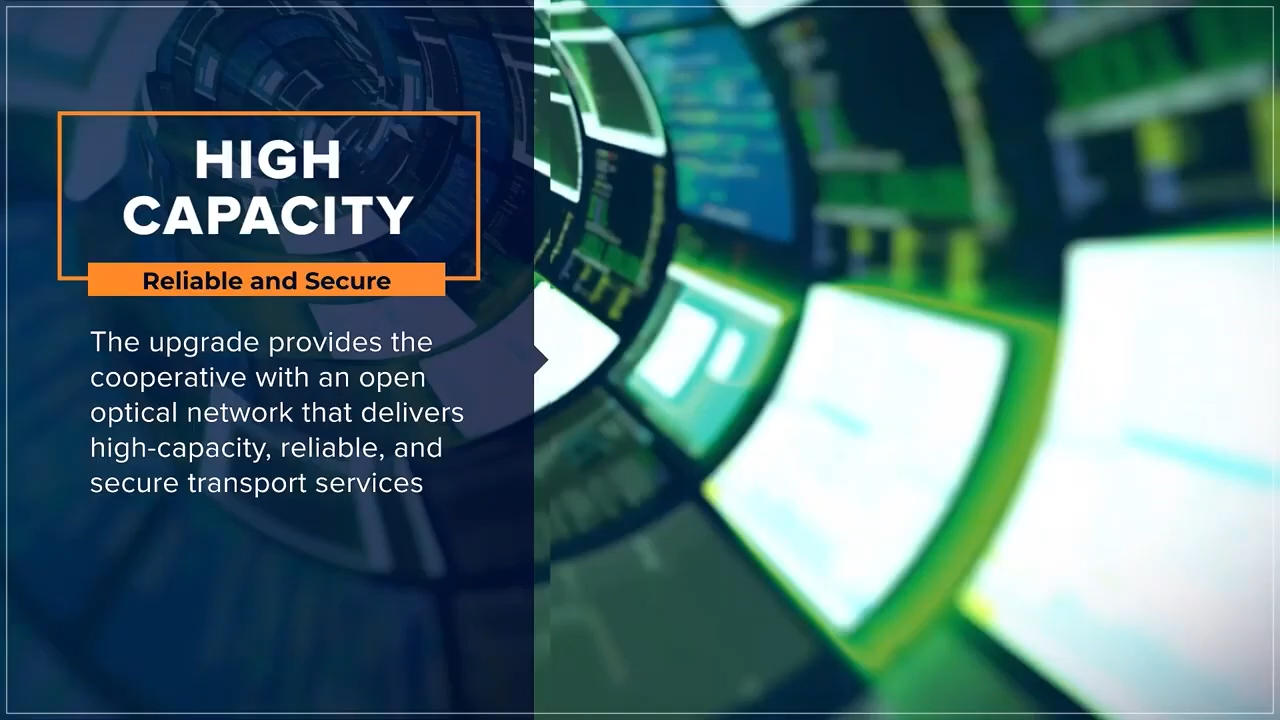 HIGH
CAPACITY
Reliable and Secure
The upgrade provides the
cooperative with an open
optical network that delivers
high-capacity, reliable, and
secure transport services